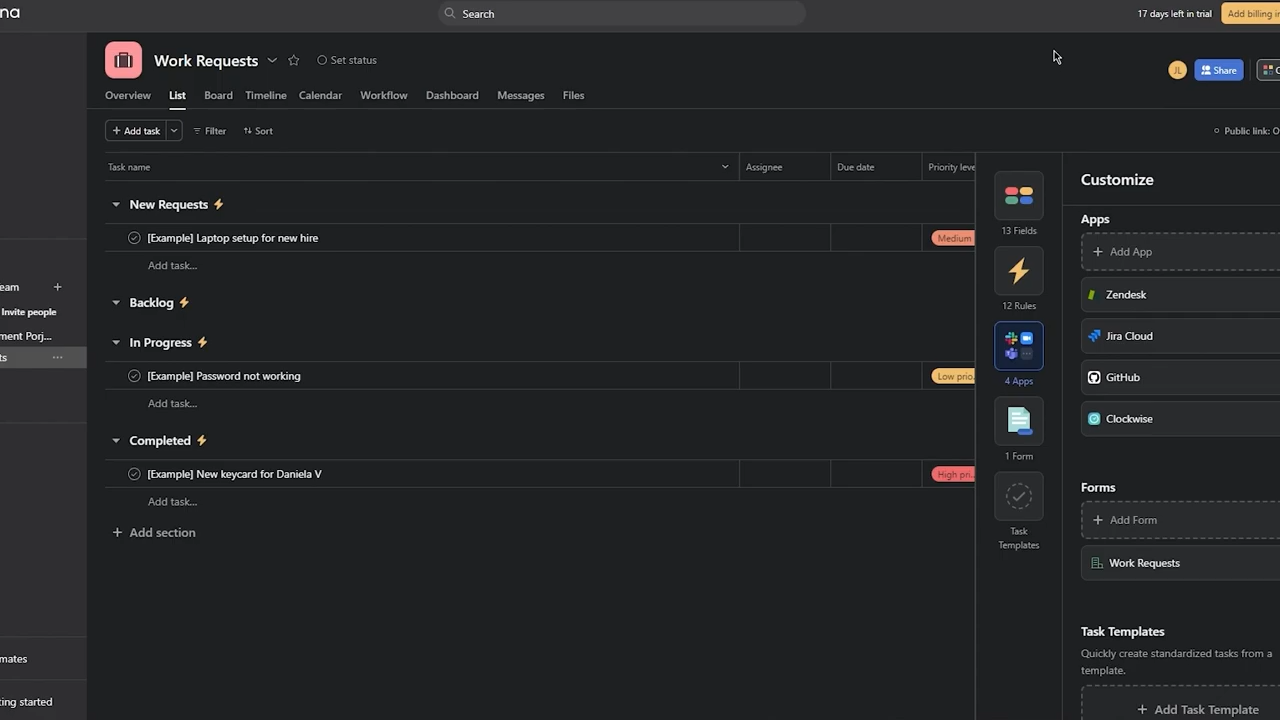 na
Search
17 days left in trial
Add billing in
Work Requests
Set status
JL
Share
Overview
List
Board
Timeline
Calendar
Workflow
Dashboard
Messages
Files
+ Add task
Filter
Sort
Public link: O
Task name
Assignee
Due date
Priority leve
New Requests
[Example] Laptop setup for new hire
Medium
Add task...
Backlog
In Progress
[Example] Password not working
Low prio...
Add task...
Completed
[Example] New keycard for Daniela V
High pri...
Add task...
+ Add section
eam
+
Invite people
ment Porj...
ts
...
mates
ting started
13 Fields
12 Rules
4 Apps
1 Form
Task
Templates
Customize
Apps
+ Add App
Zendesk
Jira Cloud
GitHub
Clockwise
Forms
+ Add Form
Work Requests
Task Templates
Quickly create standardized tasks from a
template.
+ Add Task Template